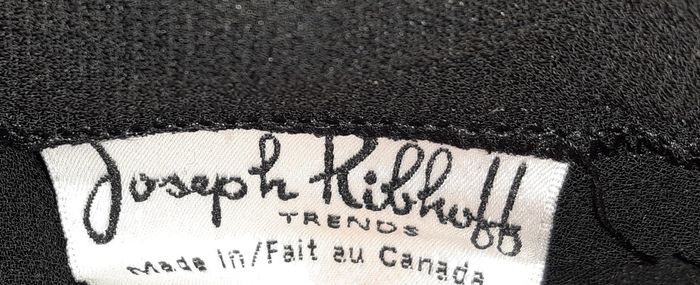 Joseph Ribkoff
TRENDS
Made in/Fait au Canada